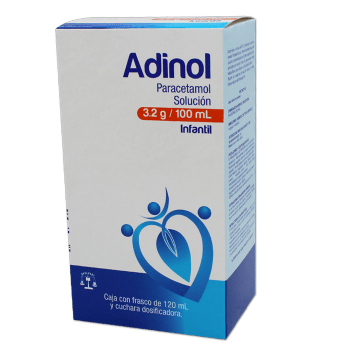 Adinol
Paracetamol
Solución
3.2 g / 100 mL
Infantil
Caja con frasco de 120 mL
y cuchara dosificadora.